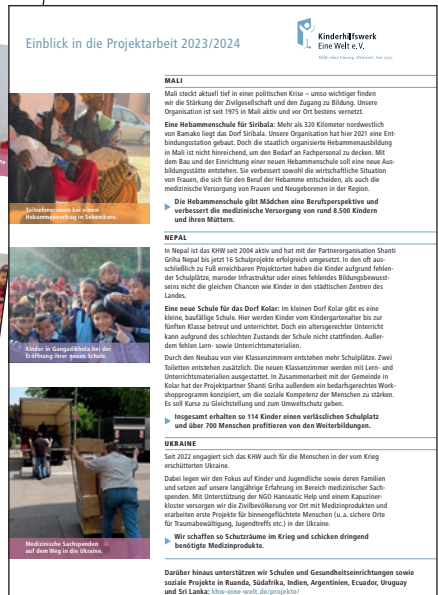 Einblick in die Projektarbeit 2023/2024
Kinderhilfswerk
Eine Welt e. V.
MALI
Mali steckt aktuell tief in einer politischen Krise – umso wichtiger finden
wir die Stärkung der Zivilgesellschaft und den Zugang zu Bildung. Unsere
Organisation ist seit 1975 in Mali aktiv und vor Ort bestens vernetzt.
Eine Hebammenschule für Siribala: Mehr als 320 Kilometer nordwestlich
von Bamako liegt das Dorf Siribala. Unsere Organisation hat hier 2021 eine Ent-
bindungsstation gebaut. Doch die staatlich organisierte Hebammenausbildung
in Mali ist nicht hinreichend, um den Bedarf an Fachpersonal zu decken. Mit
dem Bau und der Einrichtung einer neuen Hebammenschule soll eine neue Aus-
bildungsstätte entstehen. Sie verbessert sowohl die wirtschaftliche Situation
von Frauen, die sich für den Beruf der Hebamme entscheiden, als auch die
medizinische Versorgung von Frauen und Neugeborenen in der Region.
Die Hebammenschule gibt Mädchen eine Berufsperspektive und
verbessert die medizinische Versorgung von rund 8.500 Kindern
und ihren Müttern.
Teilnehmerinnen bei einem
Hebammenvortrag in Sebenikoro.
NEPAL
In Nepal ist das KHW seit 2004 aktiv und hat mit der Partnerorganisation Shanti
Griha Nepal bis jetzt 16 Schulprojekte erfolgreich umgesetzt. In den oft aus-
schließlich zu Fuß erreichbaren Projektorten haben die Kinder aufgrund fehlen-
der Schulplätze, maroder Infrastruktur oder eines fehlenden Bildungsbewusst-
seins nicht die gleichen Chancen wie Kinder in den städtischen Zentren des
Landes.
Eine neue Schule für das Dorf Kolar: Im kleinen Dorf Kolar gibt es eine
kleine, baufällige Schule. Hier werden Kinder vom Kindergartenalter bis zur
fünften Klasse betreut und unterrichtet. Doch ein altersgerechter Unterricht
kann aufgrund des schlechten Zustands der Schule nicht stattfinden. Außer-
dem fehlen Lern- sowie Unterrichtsmaterialien.
Durch den Neubau von vier Klassenzimmern entstehen mehr Schulplätze. Zwei
Toiletten entstehen zusätzlich. Die neuen Klassenzimmer werden mit Lern- und
Unterrichtsmaterialien ausgestattet. In Zusammenarbeit mit der Gemeinde in
Kolar hat der Projektpartner Shanti Griha außerdem ein bedarfsgerechtes Work-
shopprogramm konzipiert, um die soziale Kompetenz der Menschen zu stärken.
Es soll Kurse zu Gleichstellung und zum Umweltschutz geben.
Insgesamt erhalten so 114 Kinder einen verlässlichen Schulplatz
und über 700 Menschen profitieren von den Weiterbildungen.
Kinder in Gangadikhola bei der
Eröffnung ihrer neuen Schule.
UKRAINE
Seit 2022 engagiert sich das KHW auch für die Menschen in der vom Krieg
erschütterten Ukraine.
Dabei legen wir den Fokus auf Kinder und Jugendliche sowie deren Familien
und setzen auf unsere langjährige Erfahrung im Bereich medizinischer Sach-
spenden. Mit Unterstützung der NGO Hanseatic Help und einem Kapuziner-
kloster versorgen wir die Zivilbevölkerung vor Ort mit Medizinprodukten und
erarbeiten erste Projekte für binnengeflüchtete Menschen (u. a. sichere Orte
für Traumabewältigung, Jugendtreffs etc.) in der Ukraine.
Wir schaffen so Schutzräume im Krieg und schicken dringend
benötigte Medizinprodukte.
Medizinische Sachspenden
auf dem Weg in die Ukraine.
Darüber hinaus unterstützen wir Schulen und Gesundheitseinrichtungen sowie
soziale Projekte in Ruanda, Südafrika, Indien, Argentinien, Ecuador, Uruguay
und Sri Lanka: khw-eine-welt.de/projekte/